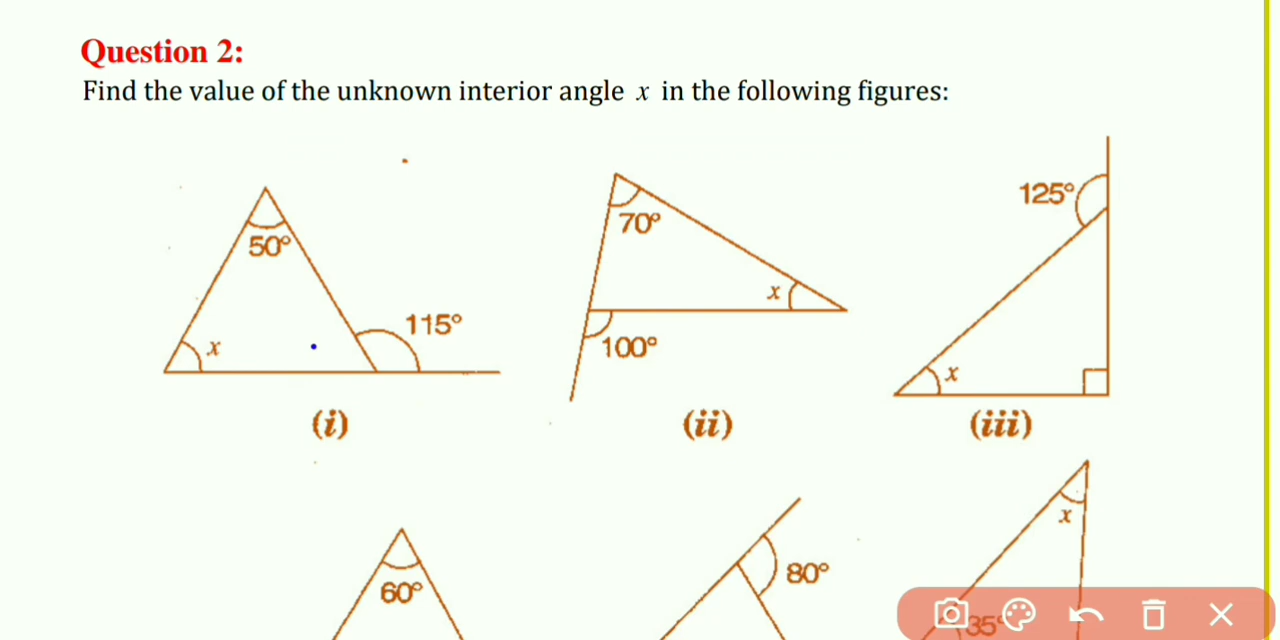 Question 2:
Find the value of the unknown interior angle x in the following figures:
50°
x
115°
70°
x
100°
125°
x
(i)
(ii)
(iii)
60°
80°
x
35°